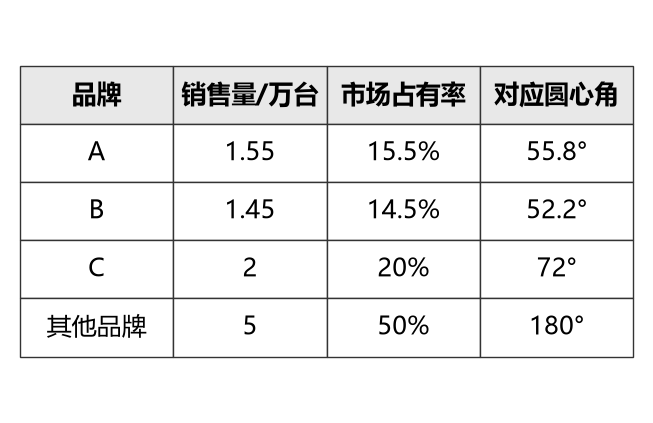 品牌 销售量/万台 市场占有率 对应圆心角
A 1.55 15.5% 55.8°
B 1.45 14.5% 52.2°
C 2 20% 72°
其他品牌 5 50% 180°